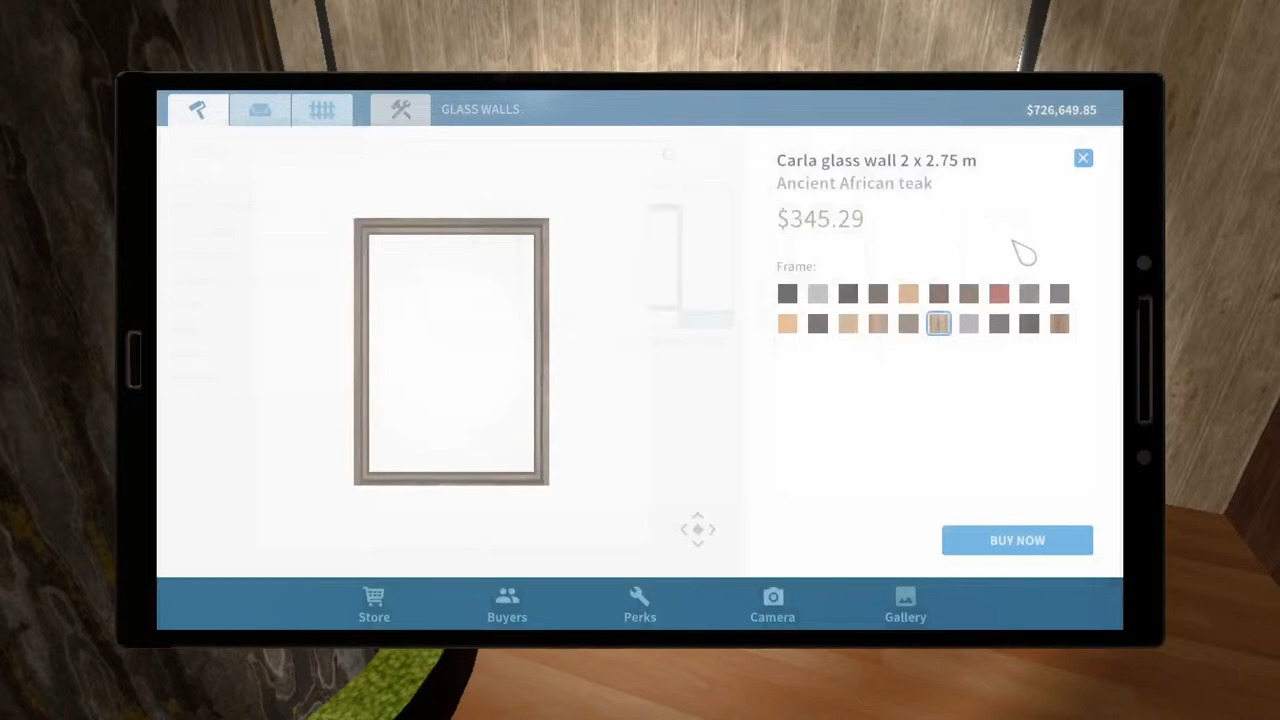 GLASS WALLS
$726,649.85
Carla glass wall 2 x 2.75 m
Ancient African teak
$345.29
Frame:
BUY NOW
Store
Buyers
Perks
Camera
Gallery